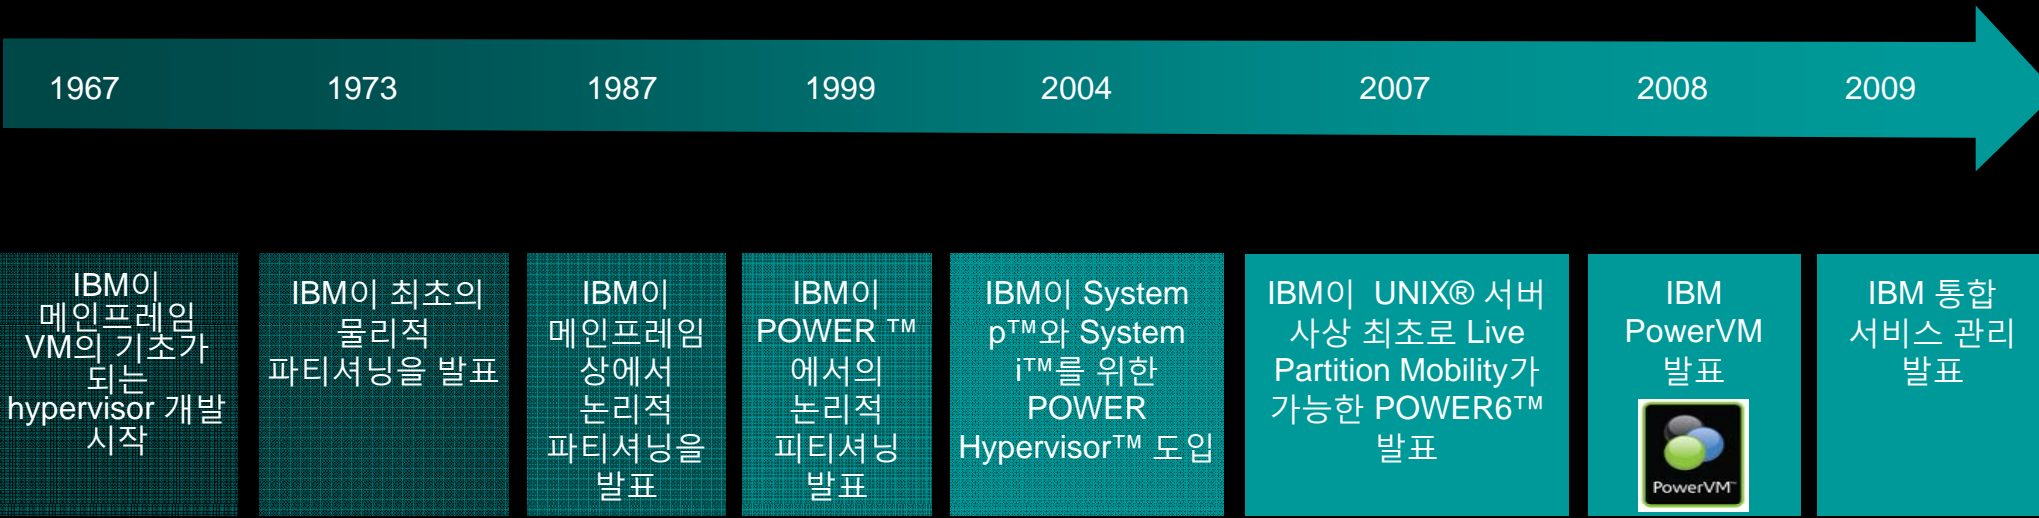 1967
1973
1987
1999
2004
2007
2008
2009
IBM이
메인프레임
VM의 기초가
되는
hypervisor 개발
시작
IBM이 최초의
물리적
파티셔닝을 발표
IBM이
메인프레임
상에서
논리적
파티셔닝을
발표
IBM이
POWER ™
에서의
논리적
피티셔닝
발표
IBM이 System
p™와 System
i™를 위한
POWER
Hypervisor™ 도입
IBM이 UNIX® 서버
사상 최초로 Live
Partition Mobility가
가능한 POWER6™
발표
IBM
PowerVM
발표
PowerVM™
IBM 통합
서비스 관리
발표